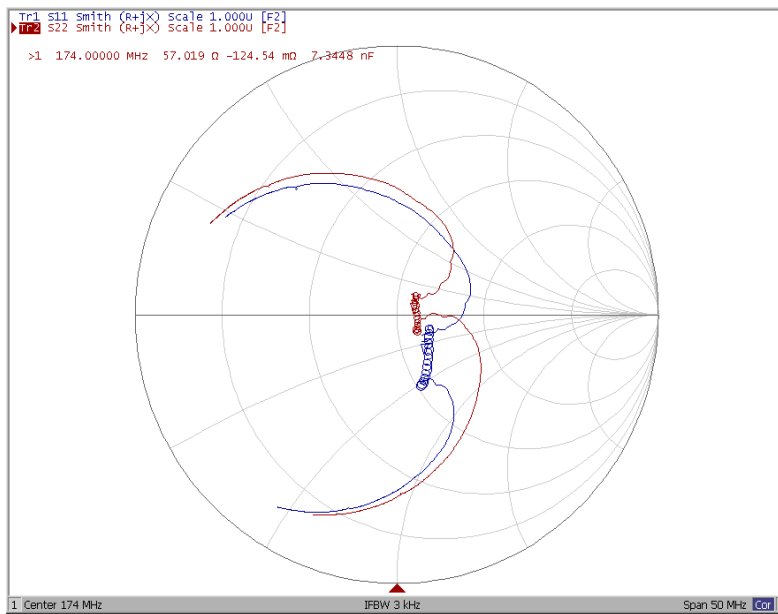 Tr1 S11 Smith (R+jX) Scale 1.000U [F2]
Tr2 S22 Smith (R+jX) Scale 1.000U [F2]
>1 174.00000 MHz 57.019 Ω -124.54 mΩ 7.3448 nF
1 Center 174 MHz IFBW 3 kHz Span 50 MHz Cor